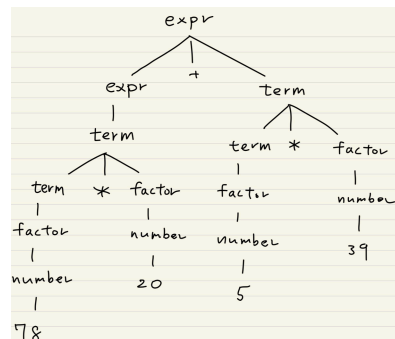 expr
expr + term
term
term * factor
term * factor
factor
number
factor
number
number
39
number
20
5
78